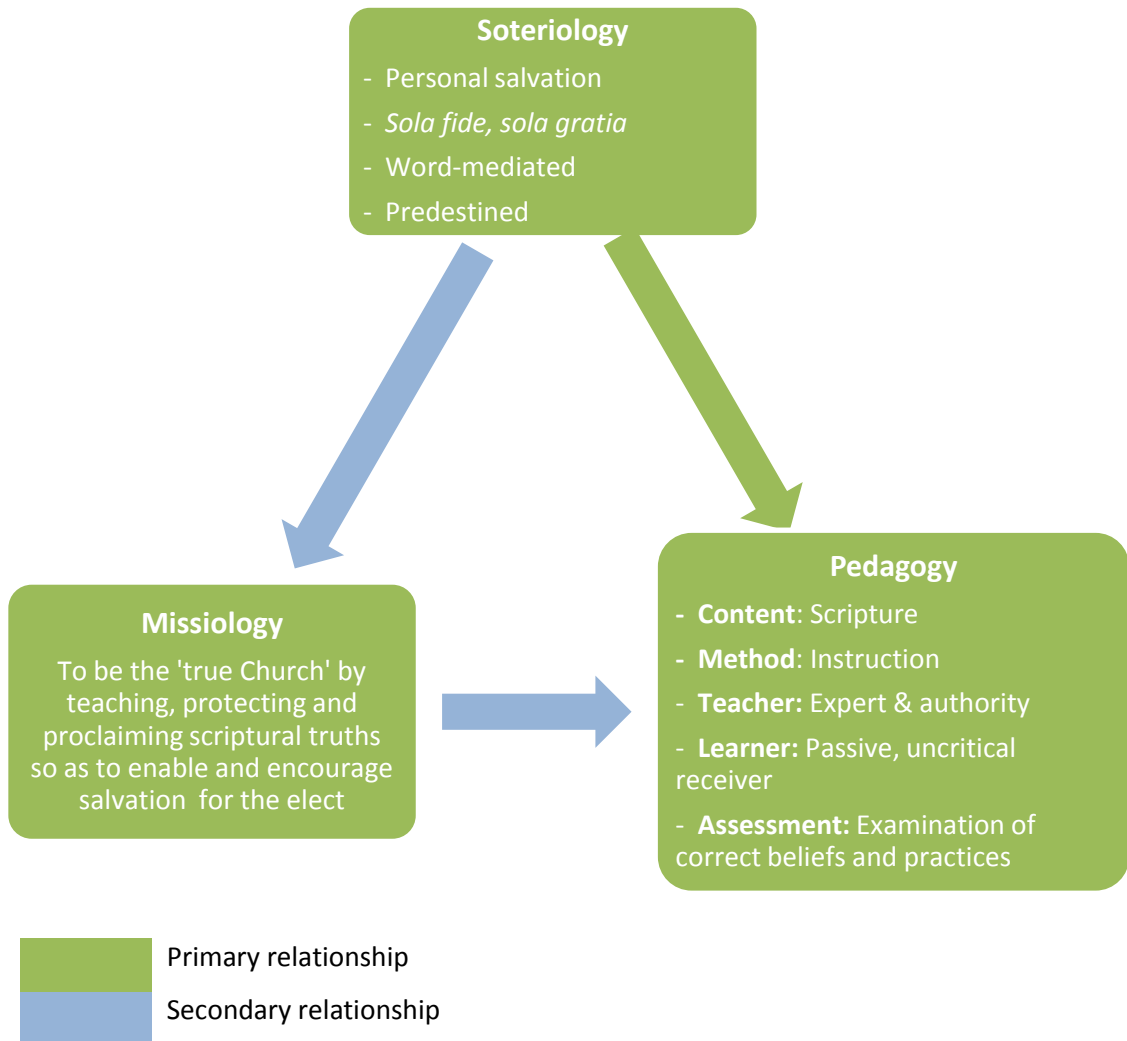 Soteriology
- Personal salvation
- Sola fide, sola gratia
- Word-mediated
- Predestined
Missiology
To be the 'true Church' by
teaching, protecting and
proclaiming scriptural truths
so as to enable and encourage
salvation for the elect
Pedagogy
- Content: Scripture
- Method: Instruction
- Teacher: Expert & authority
- Learner: Passive, uncritical
receiver
- Assessment: Examination of
correct beliefs and practices
Primary relationship
Secondary relationship